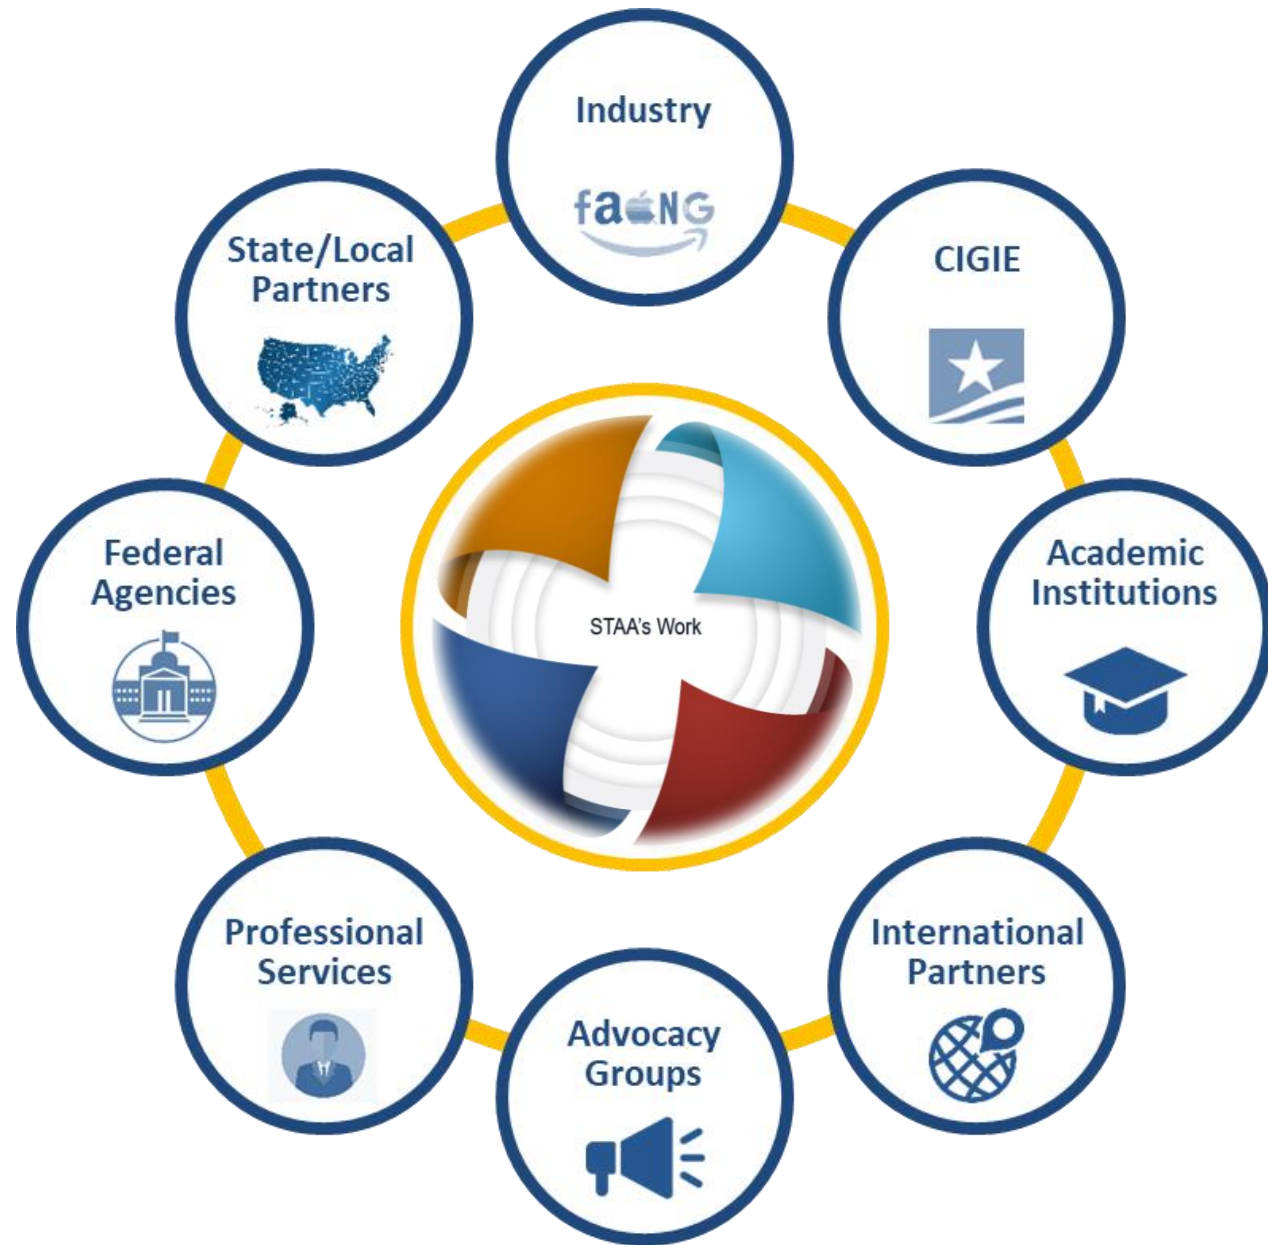 Industry
faaNG
CIGIE
State/Local
Partners
Academic
Institutions
Federal
Agencies
STAA's Work
International
Partners
Professional
Services
Advocacy
Groups